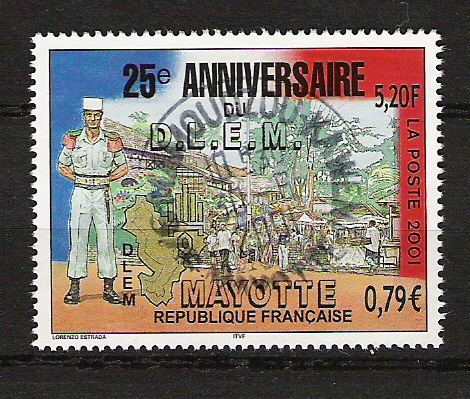 25e ANNIVERSAIRE
DU
D.L.E.M.
5,20F
LA POSTE 2001
DLEM
MAYOTTE
0,79€
REPUBLIQUE FRANÇAISE
LORENZO ESTRADA
ITVF